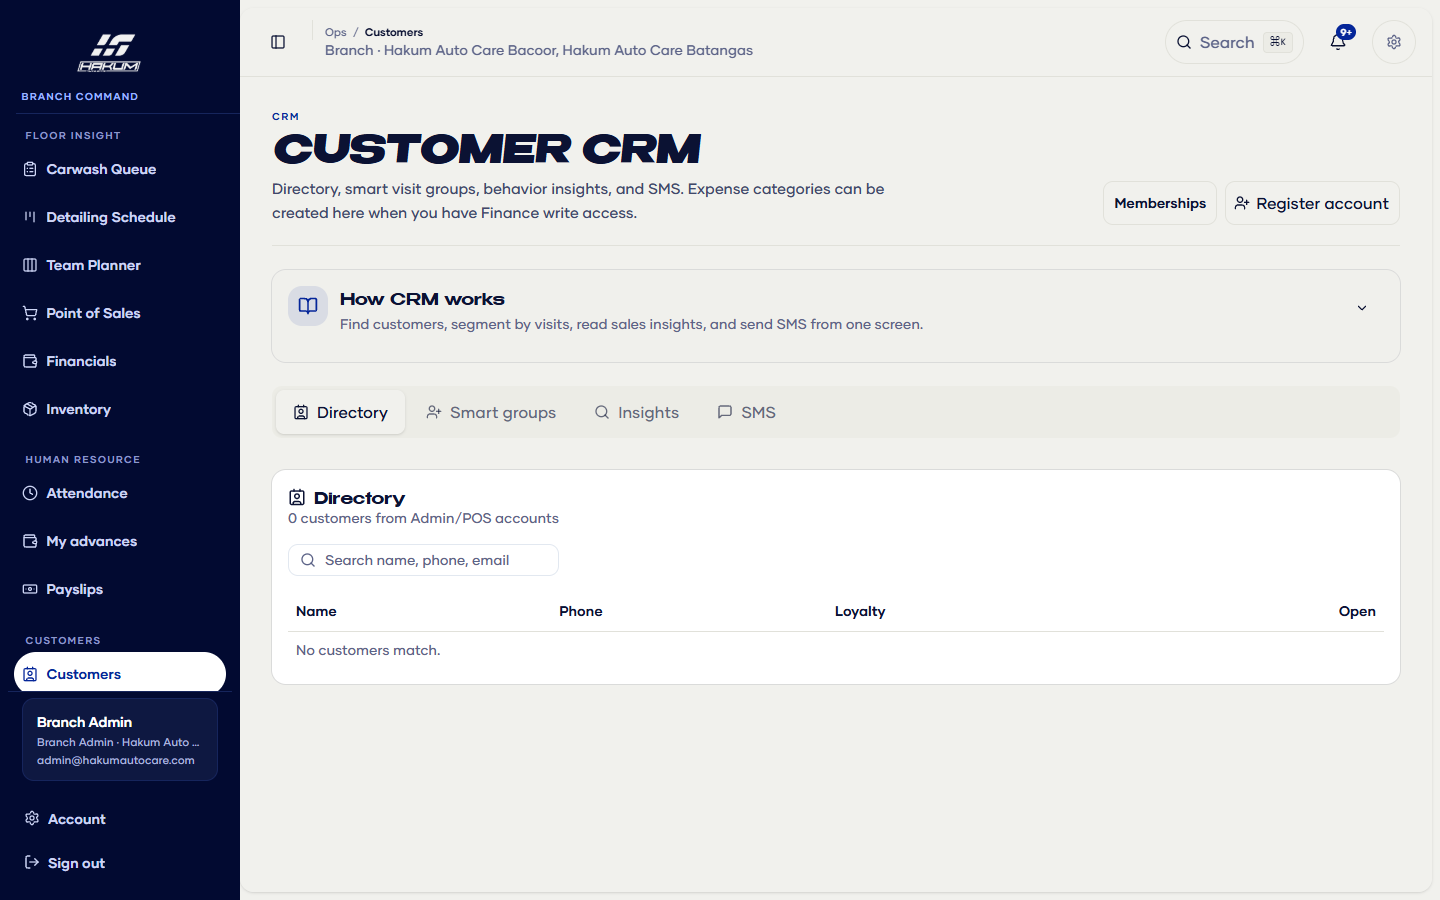 HAKUM
BRANCH COMMAND
FLOOR INSIGHT
Carwash Queue
Detailing Schedule
Team Planner
Point of Sales
Financials
Inventory
HUMAN RESOURCE
Attendance
My advances
Payslips
CUSTOMERS
Customers
Branch Admin
Branch Admin · Hakum Auto ...
admin@hakumautocare.com
Account
Sign out
Ops / Customers
Branch · Hakum Auto Care Bacoor, Hakum Auto Care Batangas
Search ⌘K
9+
CRM
CUSTOMER CRM
Directory, smart visit groups, behavior insights, and SMS. Expense categories can be
created here when you have Finance write access.
Memberships
Register account
How CRM works
Find customers, segment by visits, read sales insights, and send SMS from one screen.
Directory
Smart groups
Insights
SMS
Directory
0 customers from Admin/POS accounts
Search name, phone, email
Name Phone Loyalty Open
No customers match.